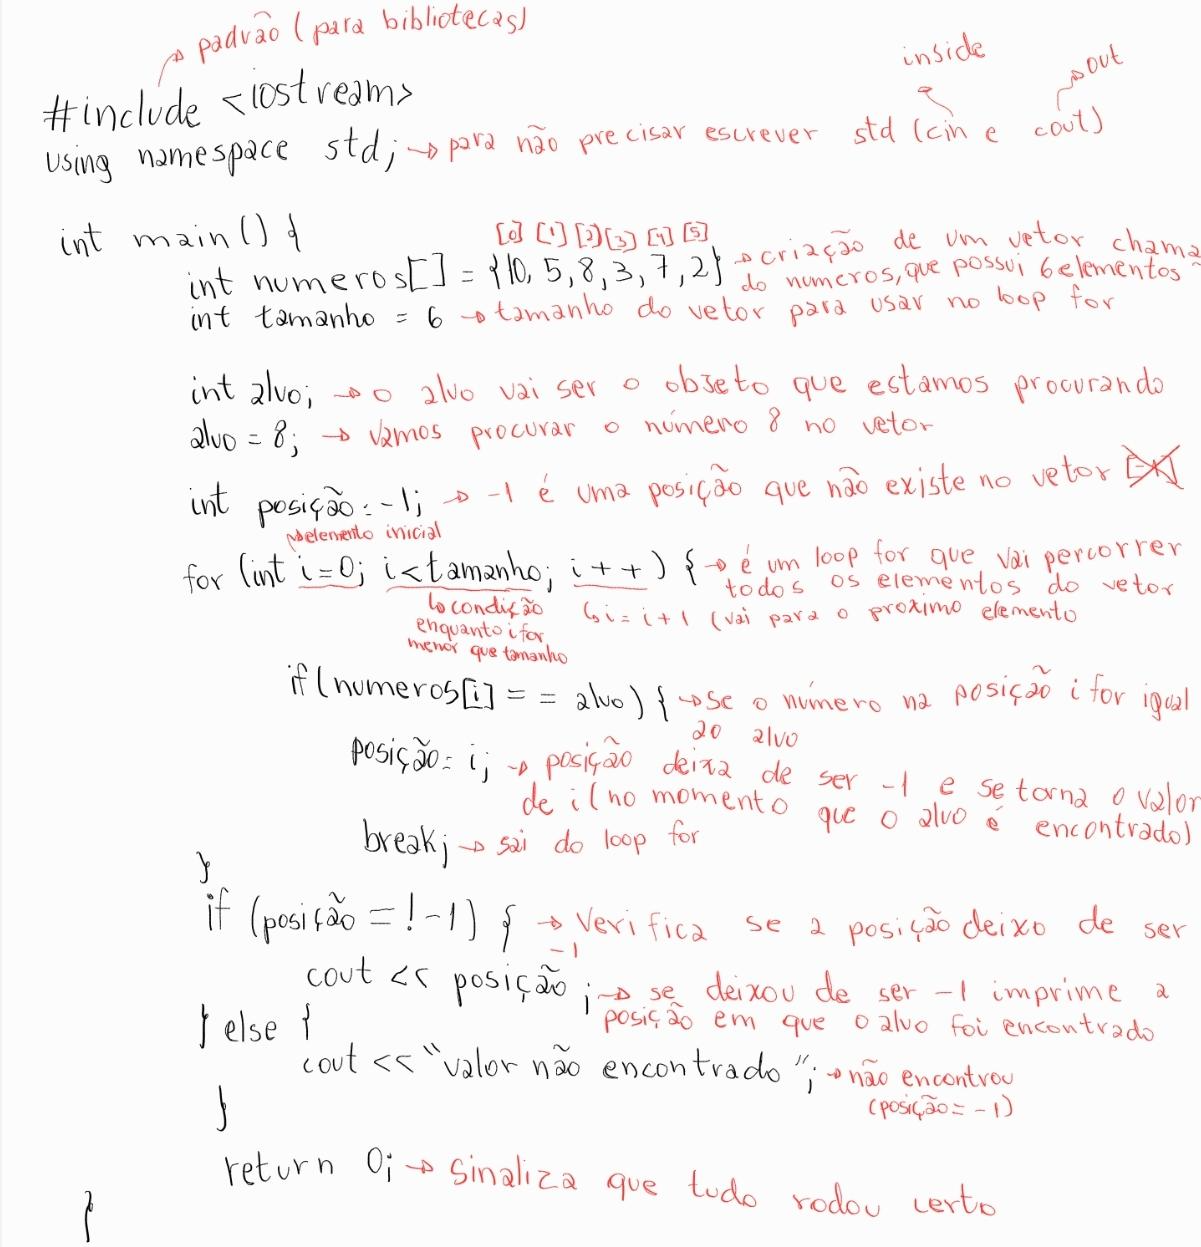 padrão (para bibliotecas)
inside
out
#include <iostream>
using namespace std; → para não precisar escrever std (cin e cout)
int main() {
[0] [1] [2] [3] [4] [5]
int numeros[] = {10, 5, 8, 3, 7, 2} → criação de um vetor chama
do numeros, que possui 6 elementos
int tamanho = 6 → tamanho do vetor para usar no loop for
int alvo; → o alvo vai ser o objeto que estamos procurando
alvo = 8; → vamos procurar o número 8 no vetor
int posição = -1; → -1 é uma posição que não existe no vetor
elemento inicial
for (int i=0; i<tamanho; i++) { → é um loop for que vai percorrer
todos os elementos do vetor
↳ condição
enquanto i for
menor que tamanho
↳ i = i + 1 (vai para o proximo elemento
if(numeros[i] = = alvo) { → se o número na posição i for igual
ao alvo
posição = i; → posição deixa de ser -1 e se torna o valor
de i (no momento que o alvo é encontrado)
break; → sai do loop for
}
if (posição = ! -1) { → verifica se a posição deixo de ser
-1
cout << posição ; → se deixou de ser -1 imprime a
posição em que o alvo foi encontrado
} else {
cout << "valor não encontrado"; → não encontrou
(posição = -1)
}
return 0; → sinaliza que tudo rodou certo
}